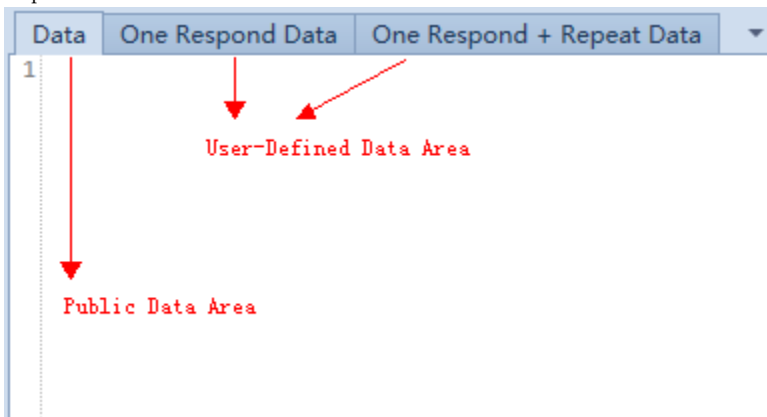 Data One Respond Data One Respond + Repeat Data
1
User-Defined Data Area
Public Data Area